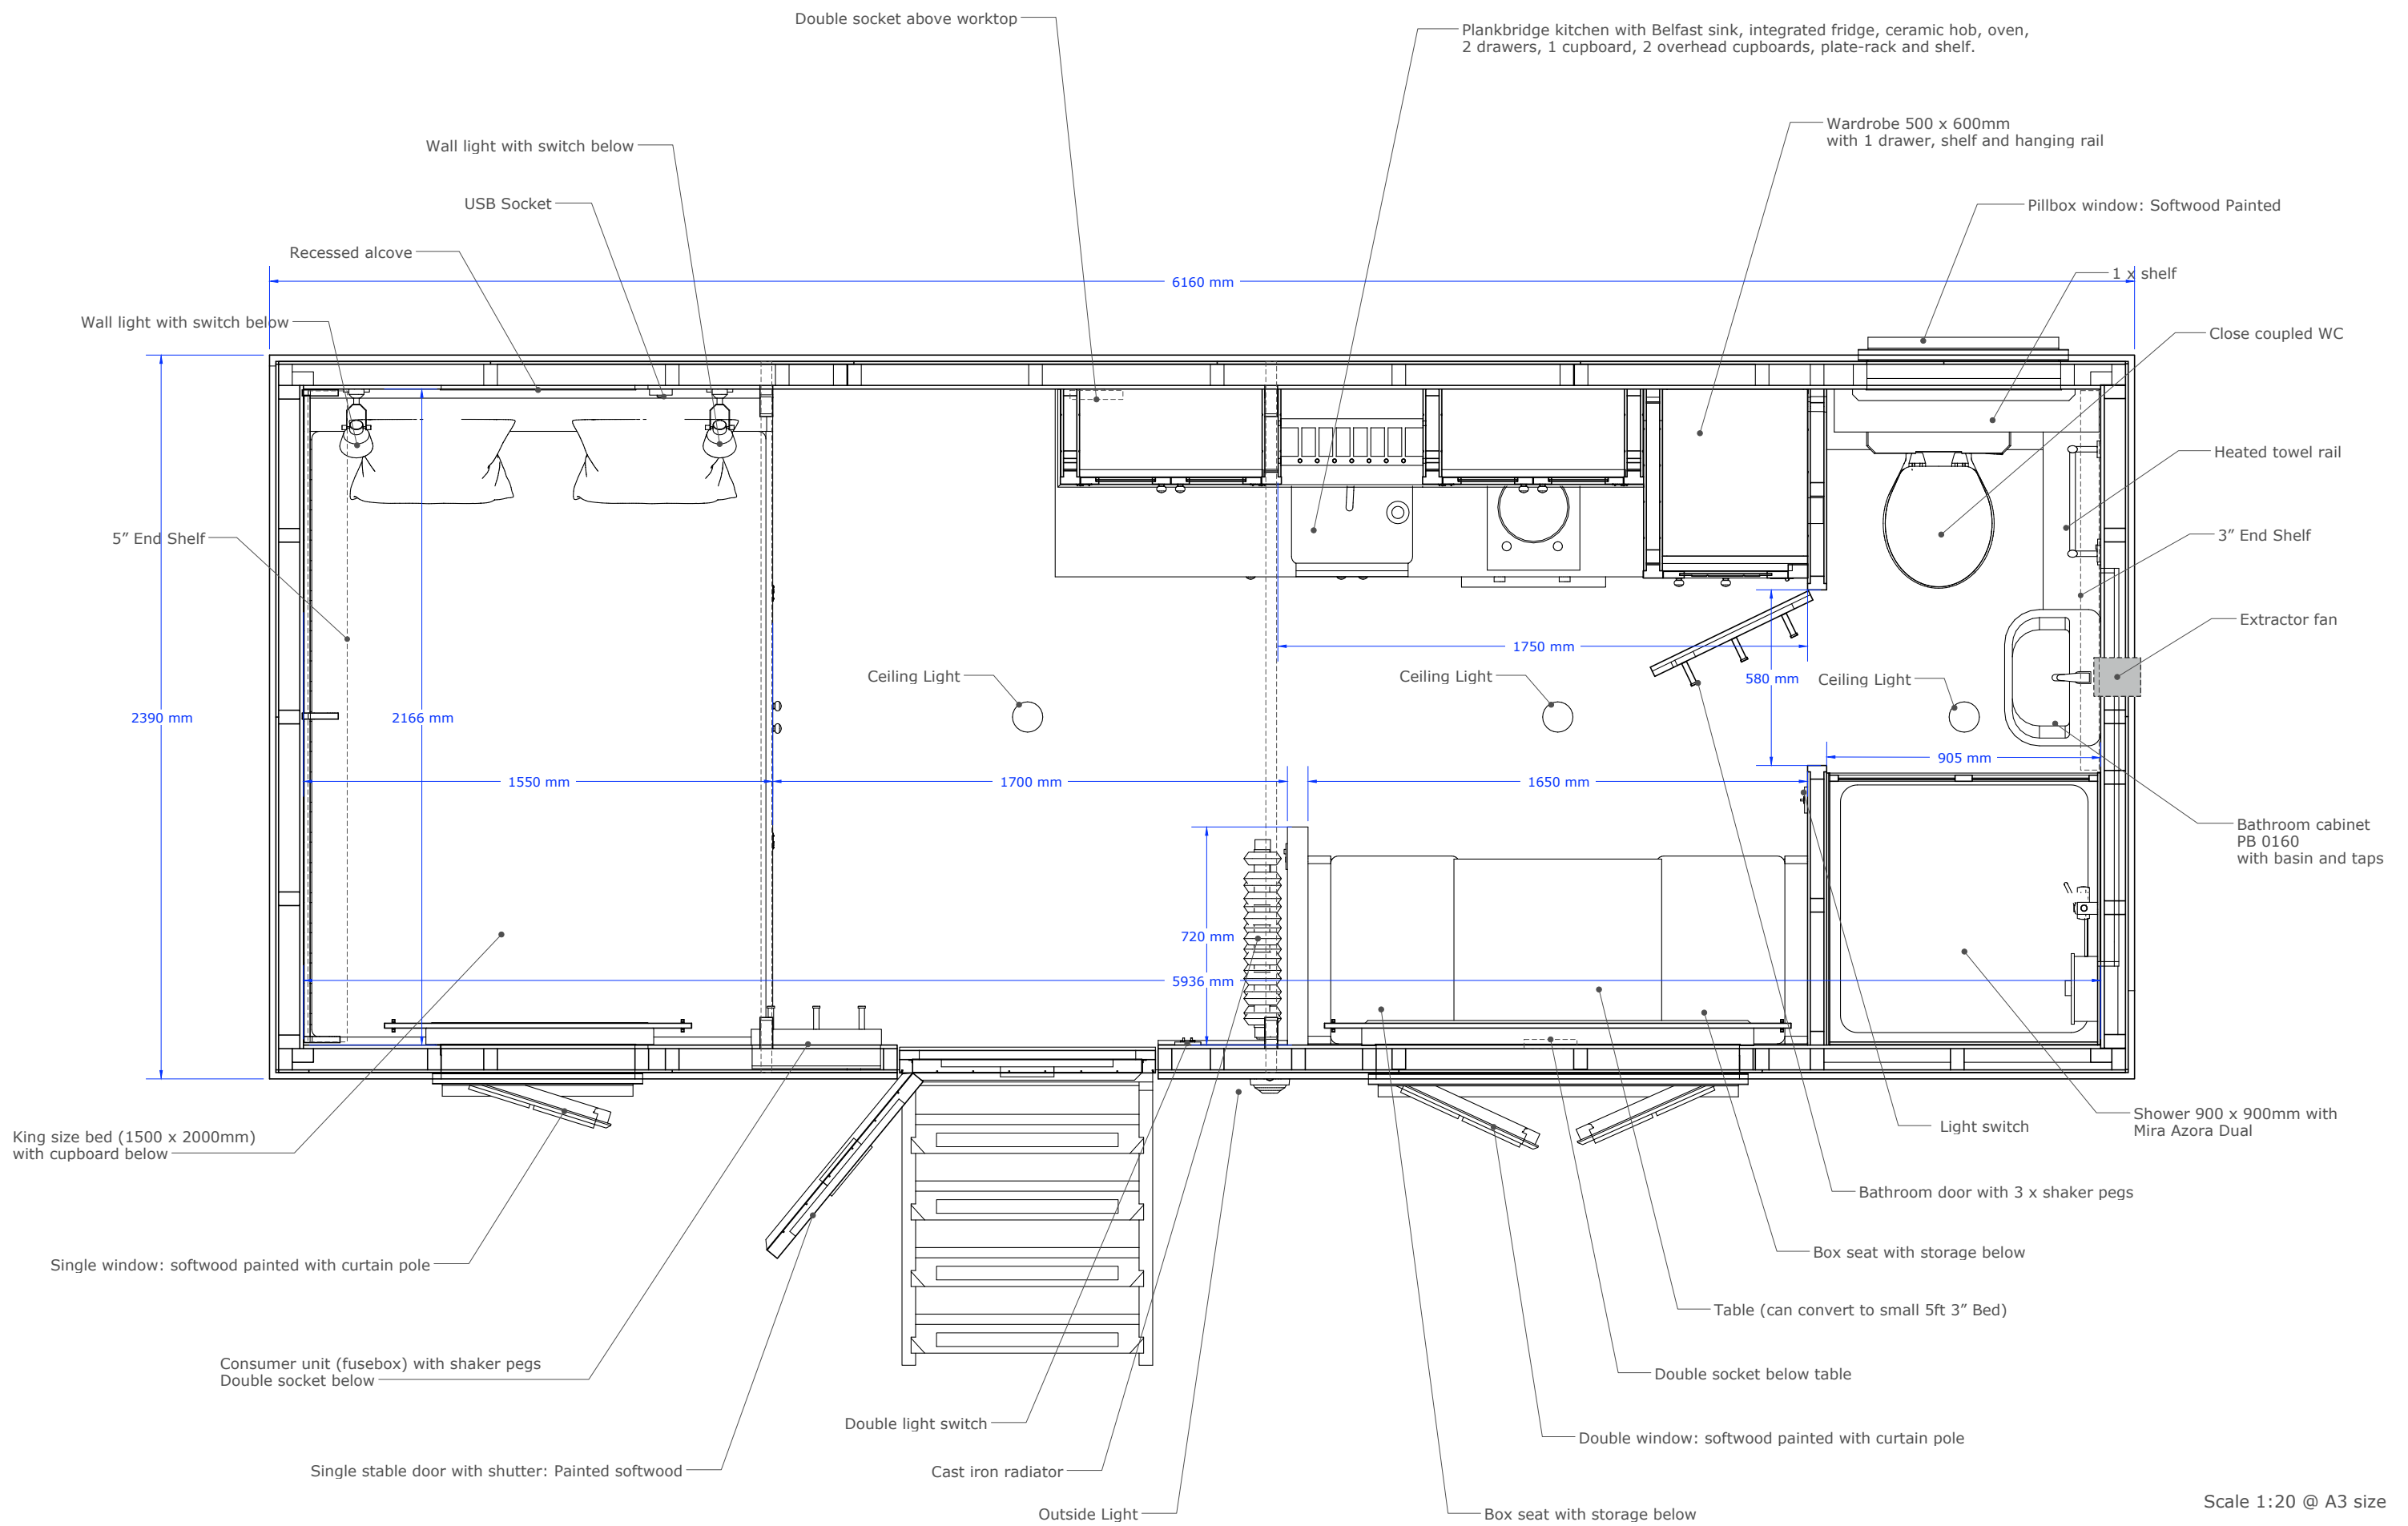 Double socket above worktop
Plankbridge kitchen with Belfast sink, integrated fridge, ceramic hob, oven,
2 drawers, 1 cupboard, 2 overhead cupboards, plate-rack and shelf.
Wardrobe 500 x 600mm
with 1 drawer, shelf and hanging rail
Wall light with switch below
USB Socket
Pillbox window: Softwood Painted
Recessed alcove
1 x shelf
6160 mm
Wall light with switch below
Close coupled WC
Heated towel rail
5” End Shelf
3” End Shelf
Extractor fan
1750 mm
Ceiling Light
Ceiling Light
580 mm
Ceiling Light
2390 mm
2166 mm
1550 mm
1700 mm
1650 mm
905 mm
Bathroom cabinet
PB 0160
with basin and taps
720 mm
5936 mm
Shower 900 x 900mm with
Mira Azora Dual
Light switch
King size bed (1500 x 2000mm)
with cupboard below
Bathroom door with 3 x shaker pegs
Box seat with storage below
Single window: softwood painted with curtain pole
Table (can convert to small 5ft 3” Bed)
Consumer unit (fusebox) with shaker pegs
Double socket below
Double socket below table
Double light switch
Double window: softwood painted with curtain pole
Single stable door with shutter: Painted softwood
Cast iron radiator
Outside Light
Box seat with storage below
Scale 1:20 @ A3 size